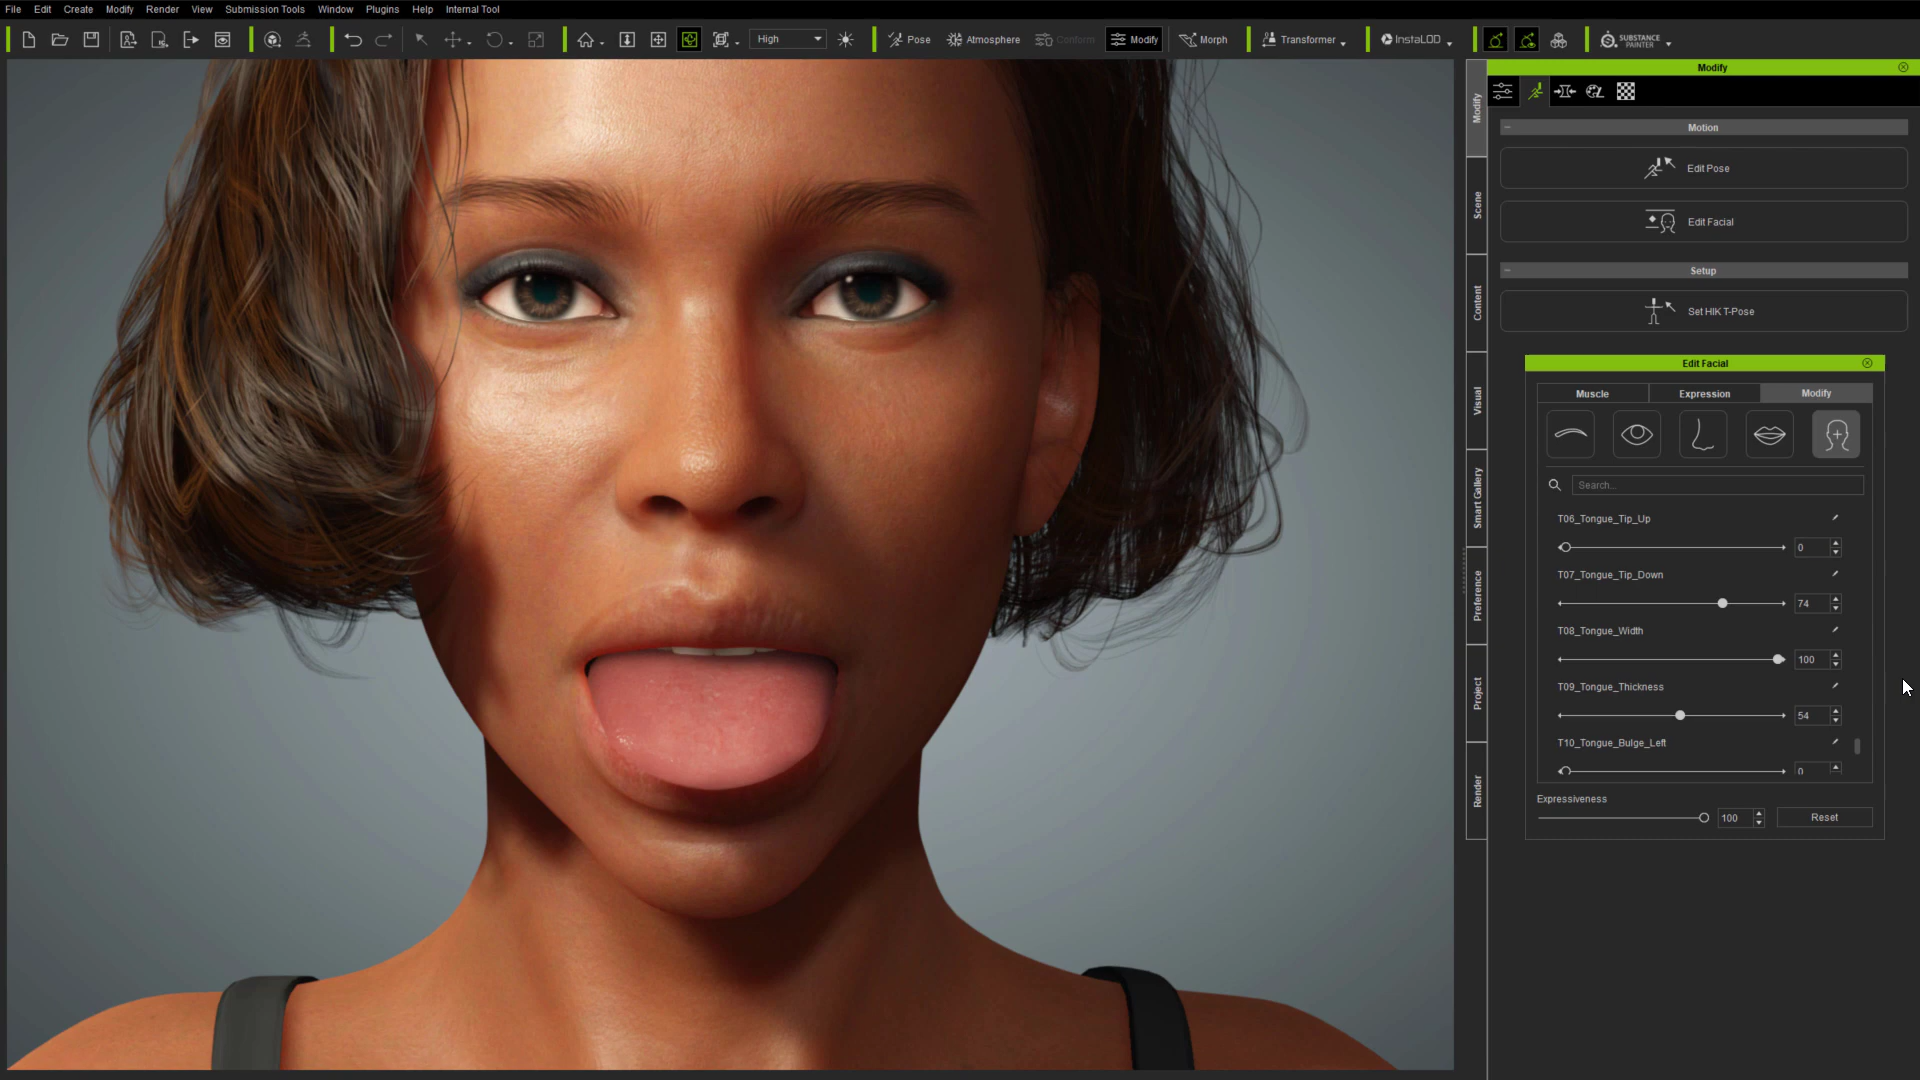 File Edit Create Modify Render View Submission Tools Window Plugins Help Internal Tool
High Pose Atmosphere Conform Modify Morph Transformer InstaLOD SUBSTANCE PAINTER
Modify
Modify
Scene
Content
Visual
Smart Gallery
Preference
Project
Render
Motion
Edit Pose
Edit Facial
Setup
Set HIK T-Pose
Edit Facial
Muscle Expression Modify
Search...
T06_Tongue_Tip_Up
0
T07_Tongue_Tip_Down
74
T08_Tongue_Width
100
T09_Tongue_Thickness
54
T10_Tongue_Bulge_Left
0
Expressiveness
100 Reset